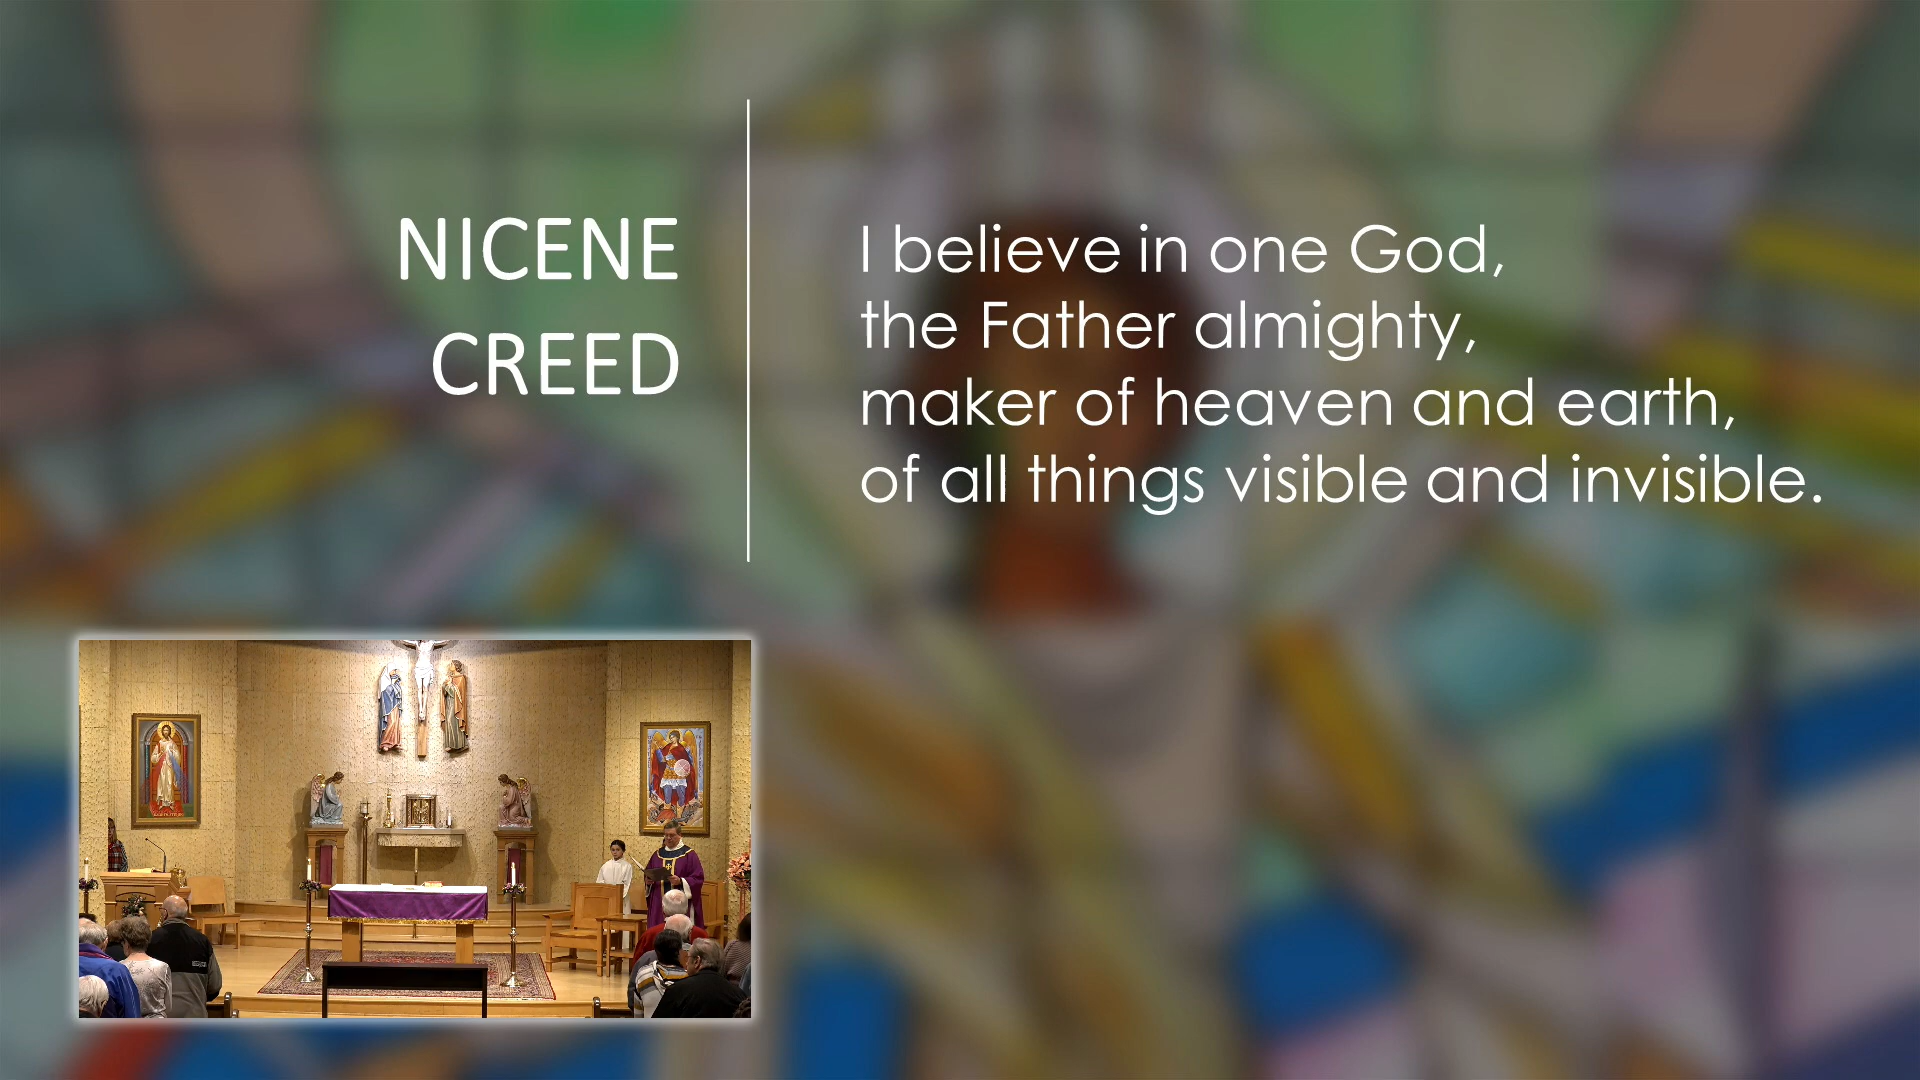 NICENE
CREED
I believe in one God,
the Father almighty,
maker of heaven and earth,
of all things visible and invisible.